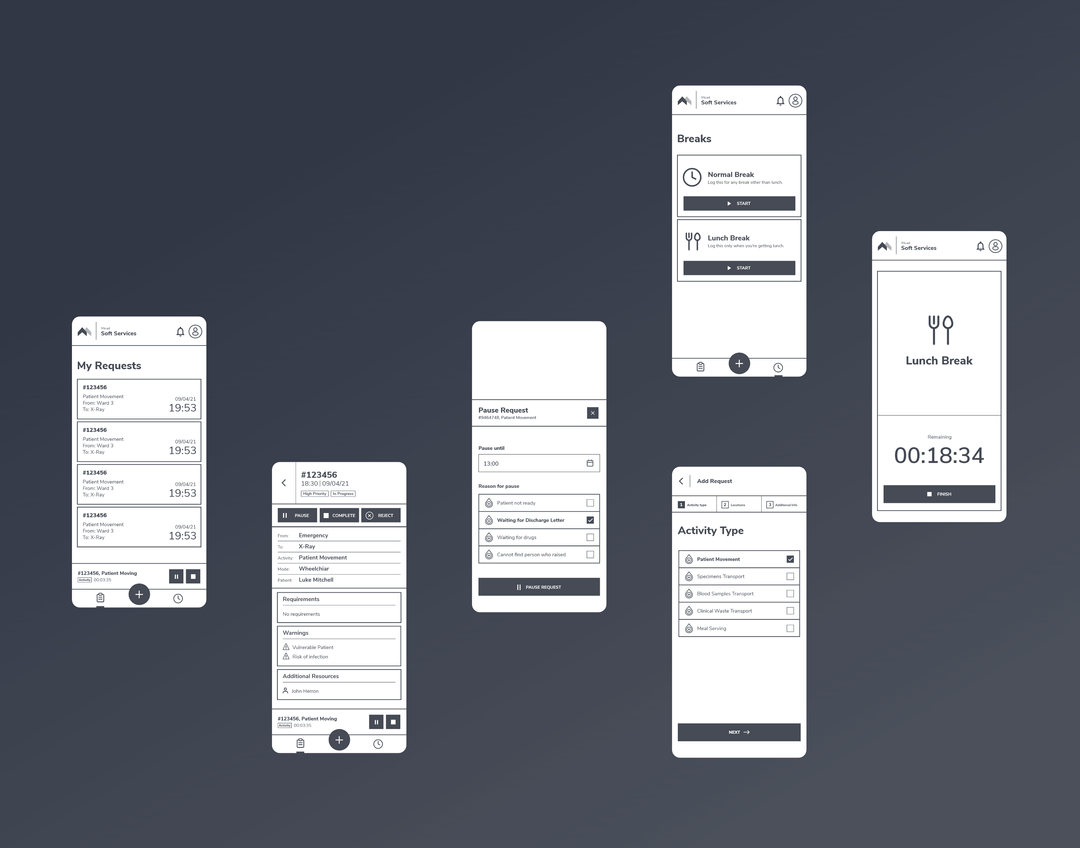 Soft Services
My Requests
#123456
Patient Movement
From: Ward 3
To: X-Ray
09/04/21
19:53
#123456
Patient Movement
From: Ward 3
To: X-Ray
09/04/21
19:53
#123456
Patient Movement
From: Ward 3
To: X-Ray
09/04/21
19:53
#123456
Patient Movement
From: Ward 3
To: X-Ray
09/04/21
19:53
#123456, Patient Moving
Activity 00:03:35
#123456
18:30 | 09/04/21
High Priority In Progress
PAUSE COMPLETE REJECT
From: Emergency
To: X-Ray
Activity: Patient Movement
Mode: Wheelchiar
Patient: Luke Mitchell
Requirements
No requirements
Warnings
Vulnerable Patient
Risk of infection
Additional Resources
John Herron
#123456, Patient Moving
Activity 00:03:35
Pause Request
#9464748, Patient Movement
Pause until
13:00
Reason for pause
Patient not ready
Waiting for Discharge Letter
Waiting for drugs
Cannot find person who raised
PAUSE REQUEST
Soft Services
Breaks
Normal Break
Log this for any break other than lunch.
START
Lunch Break
Log this only when you're getting lunch.
START
Add Request
1 Activity type 2 Locations 3 Additional Info
Activity Type
Patient Movement
Specimens Transport
Blood Samples Transport
Clinical Waste Transport
Meal Serving
NEXT
Soft Services
Lunch Break
Remaining
00:18:34
FINISH